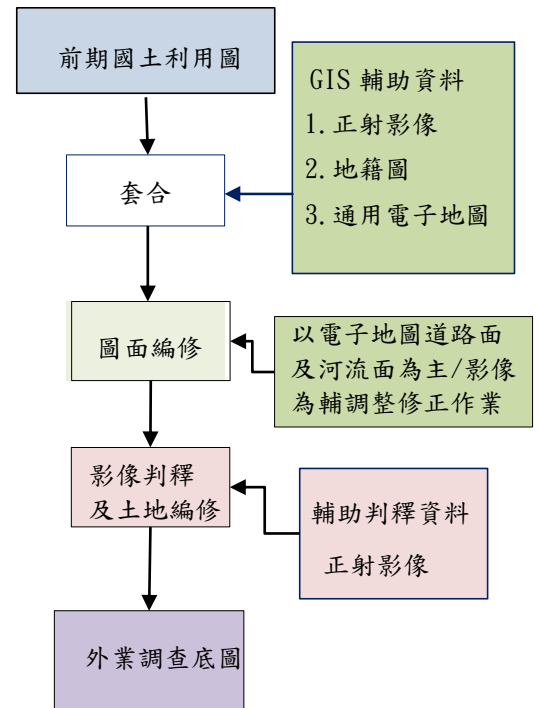 前期國土利用圖
GIS 輔助資料
1.正射影像
2.地籍圖
3.通用電子地圖
套合
圖面編修
以電子地圖道路面
及河流面為主/影像
為輔調整修正作業
影像判釋
及土地編修
輔助判釋資料
正射影像
外業調查底圖